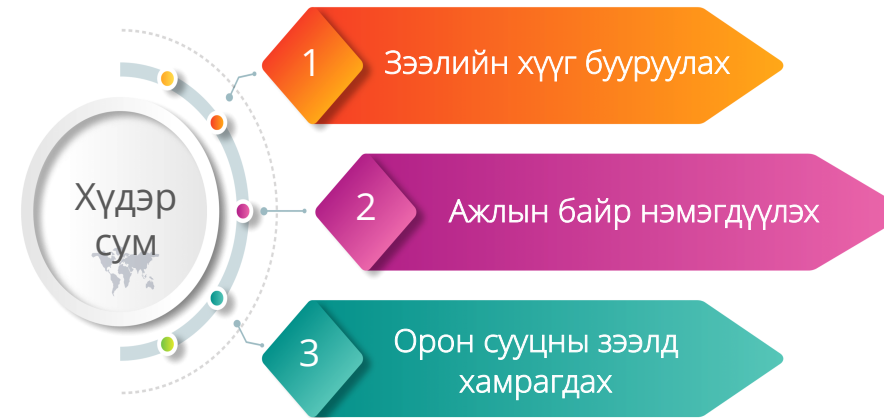 Хүдэр
сум
1
Зээлийн хүүг бууруулах
2
Ажлын байр нэмэгдүүлэх
3
Орон сууцны зээлд
хамрагдах